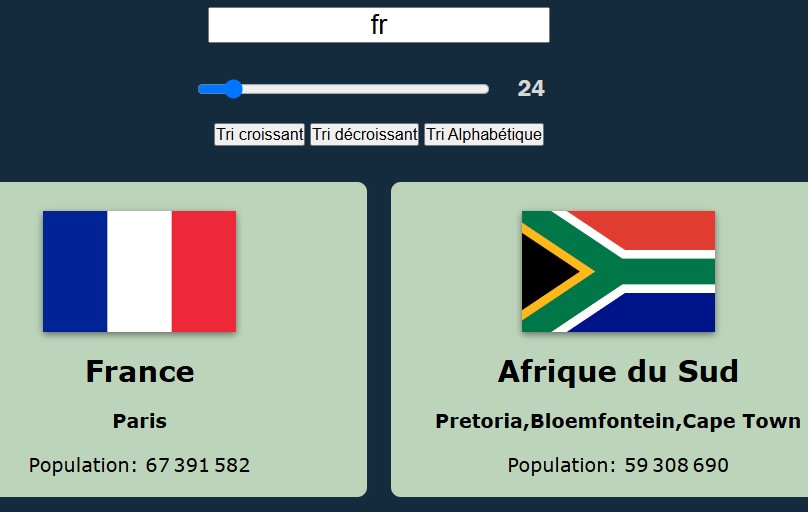 fr
24
Tri croissant Tri décroissant Tri Alphabétique
France
Paris
Population: 67 391 582
Afrique du Sud
Pretoria,Bloemfontein,Cape Town
Population: 59 308 690